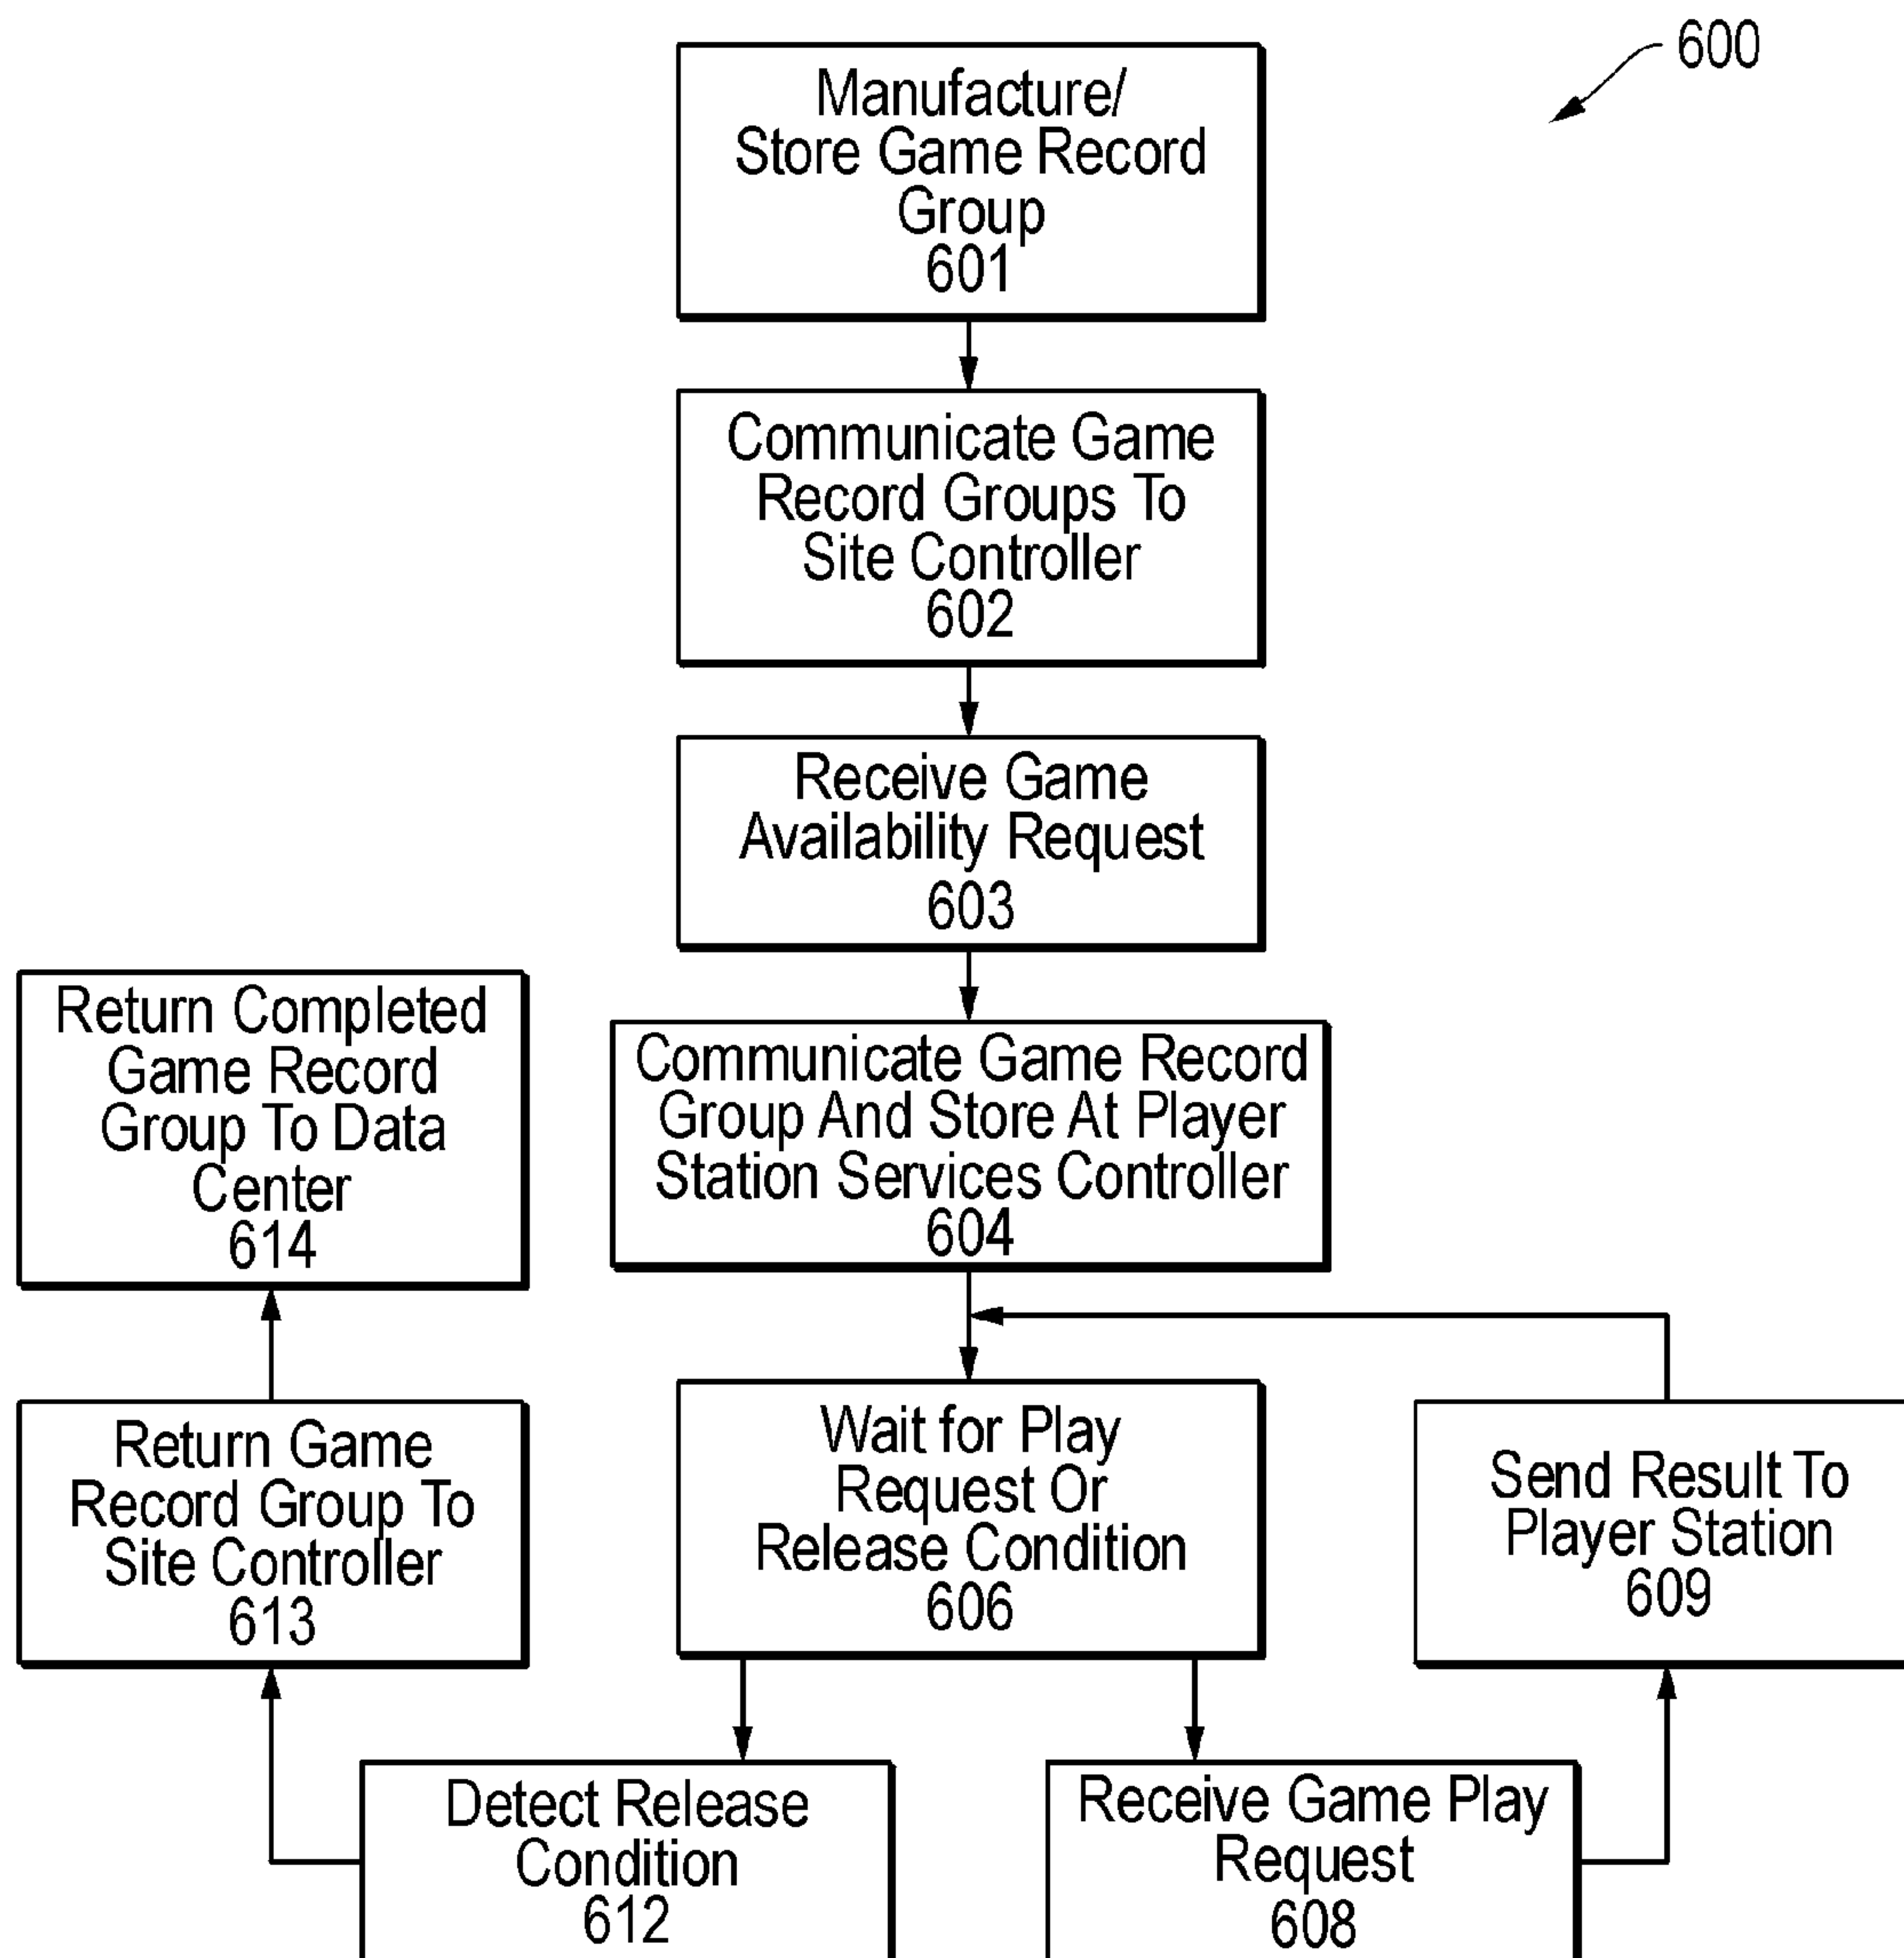 600
Manufacture/
Store Game Record
Group
601
Communicate Game
Record Groups To
Site Controller
602
Receive Game
Availability Request
603
Communicate Game Record
Group And Store At Player
Station Services Controller
604
Return Completed
Game Record
Group To Data
Center
614
Return Game
Record Group To
Site Controller
613
Wait for Play
Request Or
Release Condition
606
Send Result To
Player Station
609
Detect Release
Condition
612
Receive Game Play
Request
608